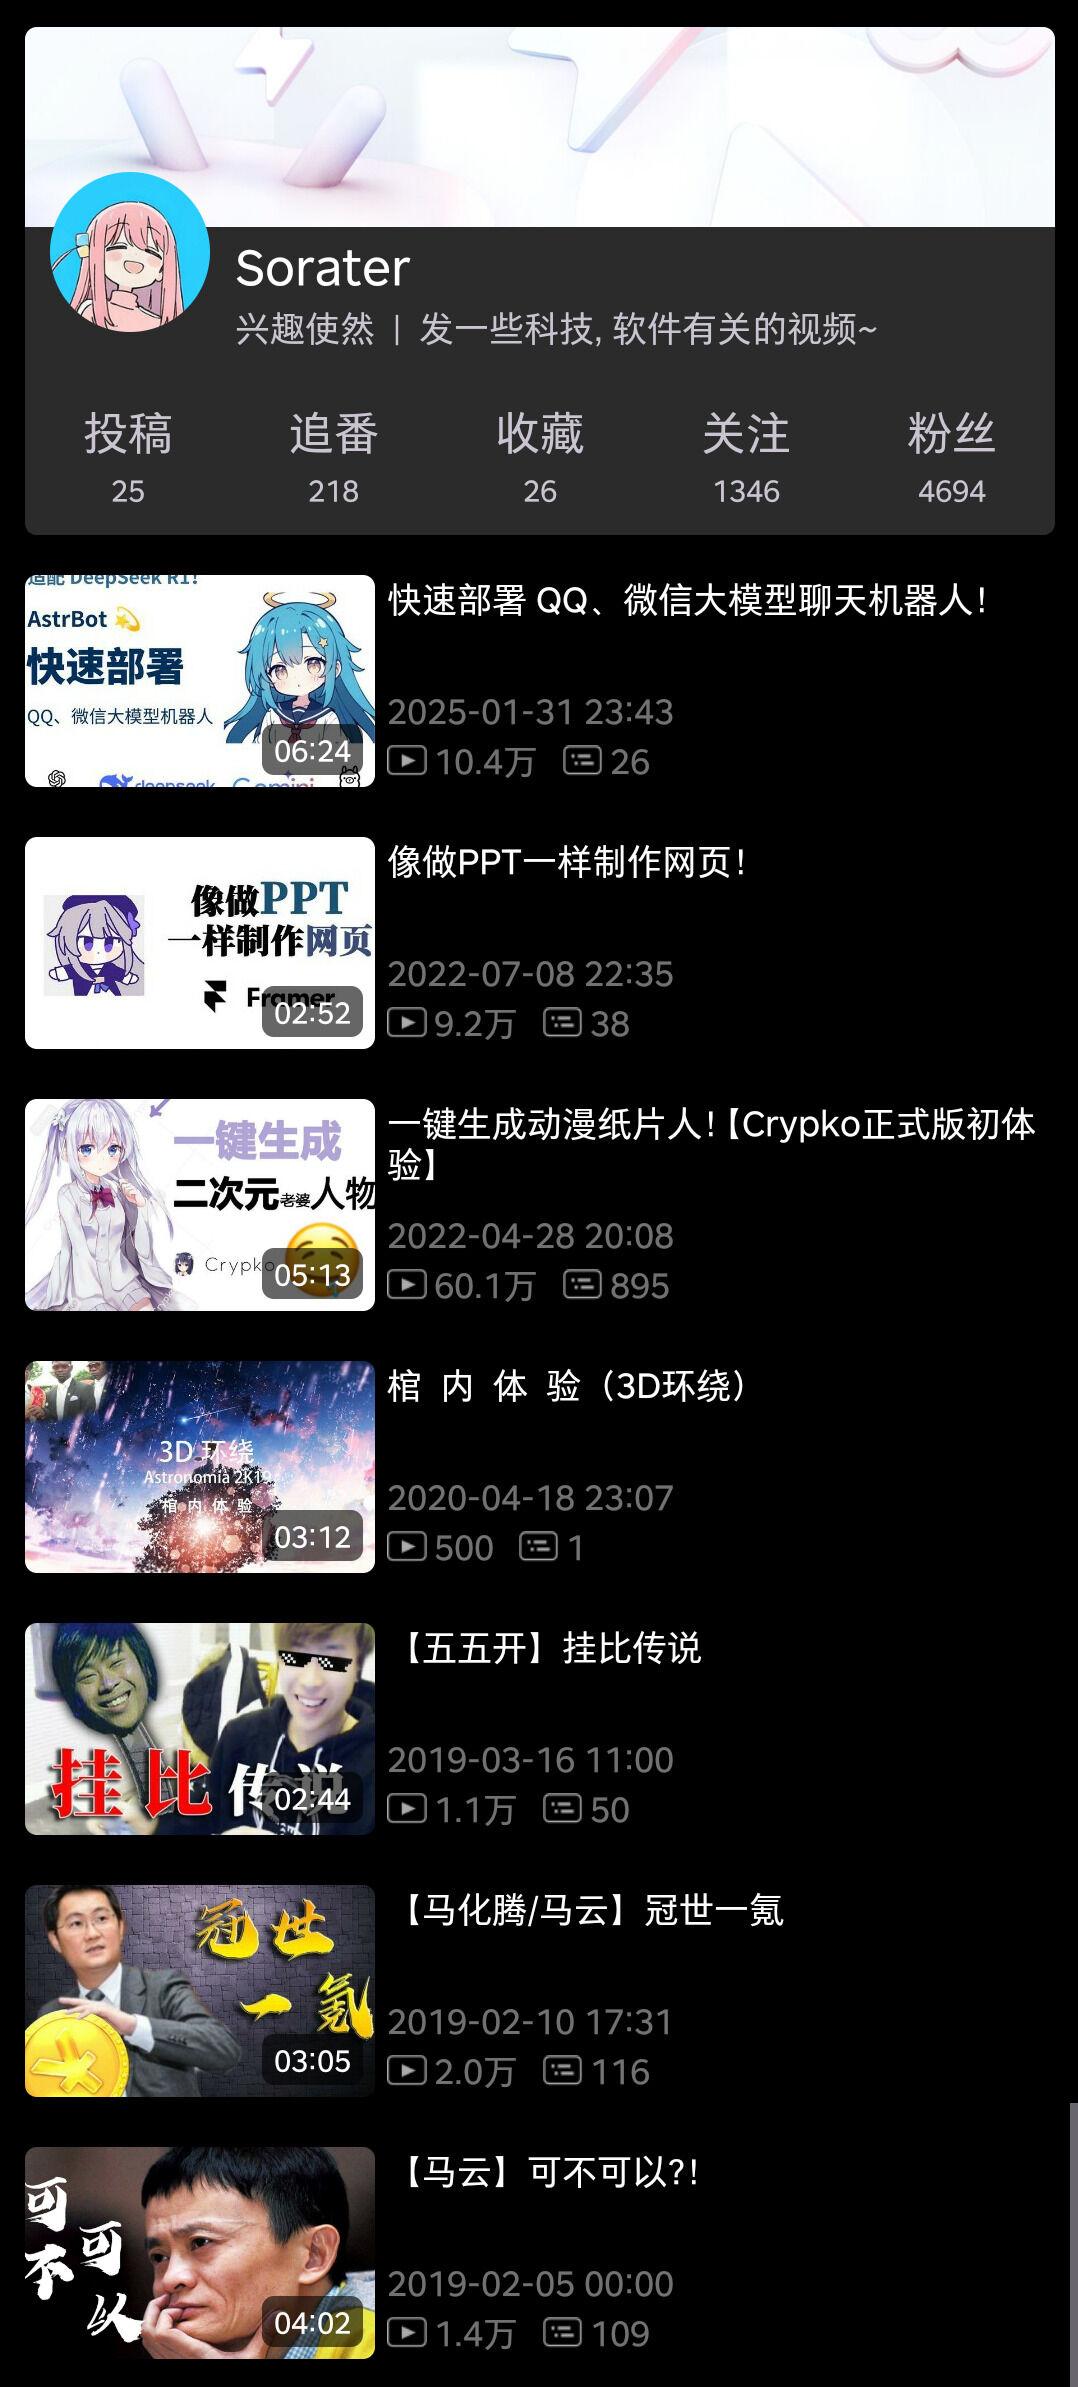 Sorater
兴趣使然 | 发一些科技, 软件有关的视频~
投稿 追番 收藏 关注 粉丝
25 218 26 1346 4694
适配 DeepSeek R1!
AstrBot
快速部署
QQ、微信大模型机器人
deepseek Gemini
06:24
快速部署 QQ、微信大模型聊天机器人!
2025-01-31 23:43
10.4万 26
像做PPT
一样制作网页
Framer
02:52
像做PPT一样制作网页!
2022-07-08 22:35
9.2万 38
一键生成
二次元老婆人物
Crypko
05:13
一键生成动漫纸片人!【Crypko正式版初体
验】
2022-04-28 20:08
60.1万 895
3D 环绕
Astronomia 2K19
棺 内 体 验
03:12
棺 内 体 验（3D环绕）
2020-04-18 23:07
500 1
挂比传说
02:44
【五五开】挂比传说
2019-03-16 11:00
1.1万 50
冠世
一氪
03:05
【马化腾/马云】冠世一氪
2019-02-10 17:31
2.0万 116
可
不
可
以
04:02
【马云】可不可以?!
2019-02-05 00:00
1.4万 109